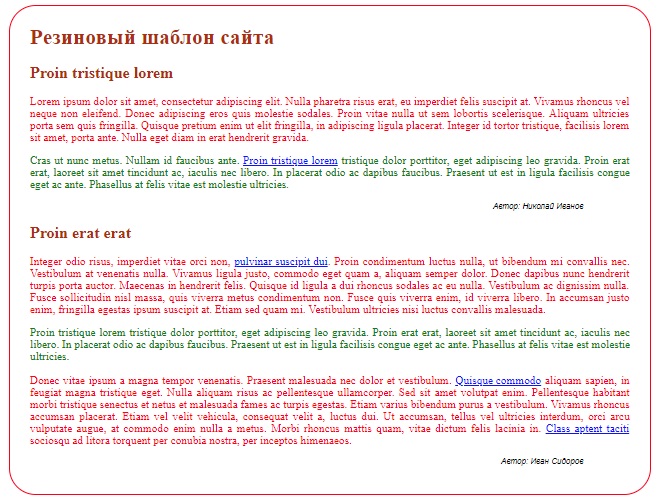 Резиновый шаблон сайта
Proin tristique lorem
Lorem ipsum dolor sit amet, consectetur adipiscing elit. Nulla pharetra risus erat, eu imperdiet felis suscipit at. Vivamus rhoncus vel
neque non eleifend. Donec adipiscing eros quis molestie sodales. Proin vitae nulla ut sem lobortis scelerisque. Aliquam ultricies
porta sem quis fringilla. Quisque pretium enim ut elit fringilla, in adipiscing ligula placerat. Integer id tortor tristique, facilisis lorem
sit amet, porta ante. Nulla eget diam in erat hendrerit gravida.
Cras ut nunc metus. Nullam id faucibus ante. Proin tristique lorem tristique dolor porttitor, eget adipiscing leo gravida. Proin erat
erat, laoreet sit amet tincidunt ac, iaculis nec libero. In placerat odio ac dapibus faucibus. Praesent ut est in ligula facilisis congue
eget ac ante. Phasellus at felis vitae est molestie ultricies.
Автор: Николай Иванов
Proin erat erat
Integer odio risus, imperdiet vitae orci non, pulvinar suscipit dui. Proin condimentum luctus nulla, ut bibendum mi convallis nec.
Vestibulum at venenatis nulla. Vivamus ligula justo, commodo eget quam a, aliquam semper dolor. Donec dapibus nunc hendrerit
turpis porta auctor. Maecenas in hendrerit felis. Quisque id ligula a dui rhoncus sodales ac eu nulla. Vestibulum ac dignissim nulla.
Fusce sollicitudin nisl massa, quis viverra metus condimentum non. Fusce quis viverra enim, id viverra libero. In accumsan justo
enim, fringilla egestas ipsum suscipit at. Etiam sed quam mi. Vestibulum ultricies nisi luctus convallis malesuada.
Proin tristique lorem tristique dolor porttitor, eget adipiscing leo gravida. Proin erat erat, laoreet sit amet tincidunt ac, iaculis nec
libero. In placerat odio ac dapibus faucibus. Praesent ut est in ligula facilisis congue eget ac ante. Phasellus at felis vitae est molestie
ultricies.
Donec vitae ipsum a magna tempor venenatis. Praesent malesuada nec dolor et vestibulum. Quisque commodo aliquam sapien, in
feugiat magna tristique eget. Nulla aliquam risus ac pellentesque ullamcorper. Sed sit amet volutpat enim. Pellentesque habitant
morbi tristique senectus et netus et malesuada fames ac turpis egestas. Etiam varius bibendum purus a vestibulum. Vivamus rhoncus
accumsan placerat. Etiam vel velit vehicula, consequat velit a, luctus dui. Ut accumsan, tellus vel ultricies interdum, orci arcu
vulputate augue, at commodo enim nulla a metus. Morbi rhoncus mattis quam, vitae dictum felis lacinia in. Class aptent taciti
sociosqu ad litora torquent per conubia nostra, per inceptos himenaeos.
Автор: Иван Сидоров